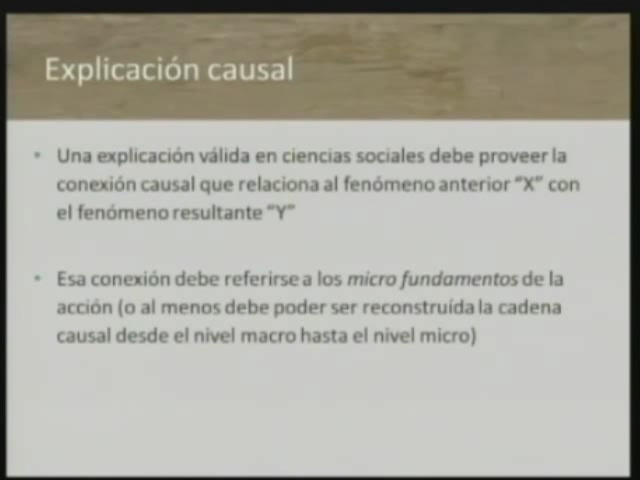 Explicación causal
• Una explicación válida en ciencias sociales debe proveer la
conexión causal que relaciona al fenómeno anterior “X” con
el fenómeno resultante “Y”
• Esa conexión debe referirse a los micro fundamentos de la
acción (o al menos debe poder ser reconstruída la cadena
causal desde el nivel macro hasta el nivel micro)